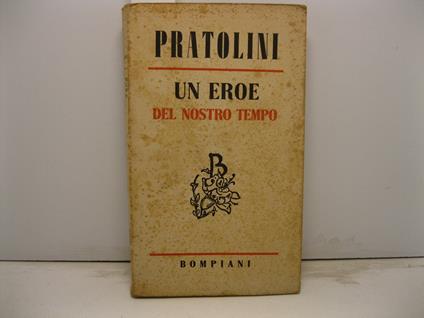 PRATOLINI
UN EROE
DEL NOSTRO TEMPO
B
BOMPIANI